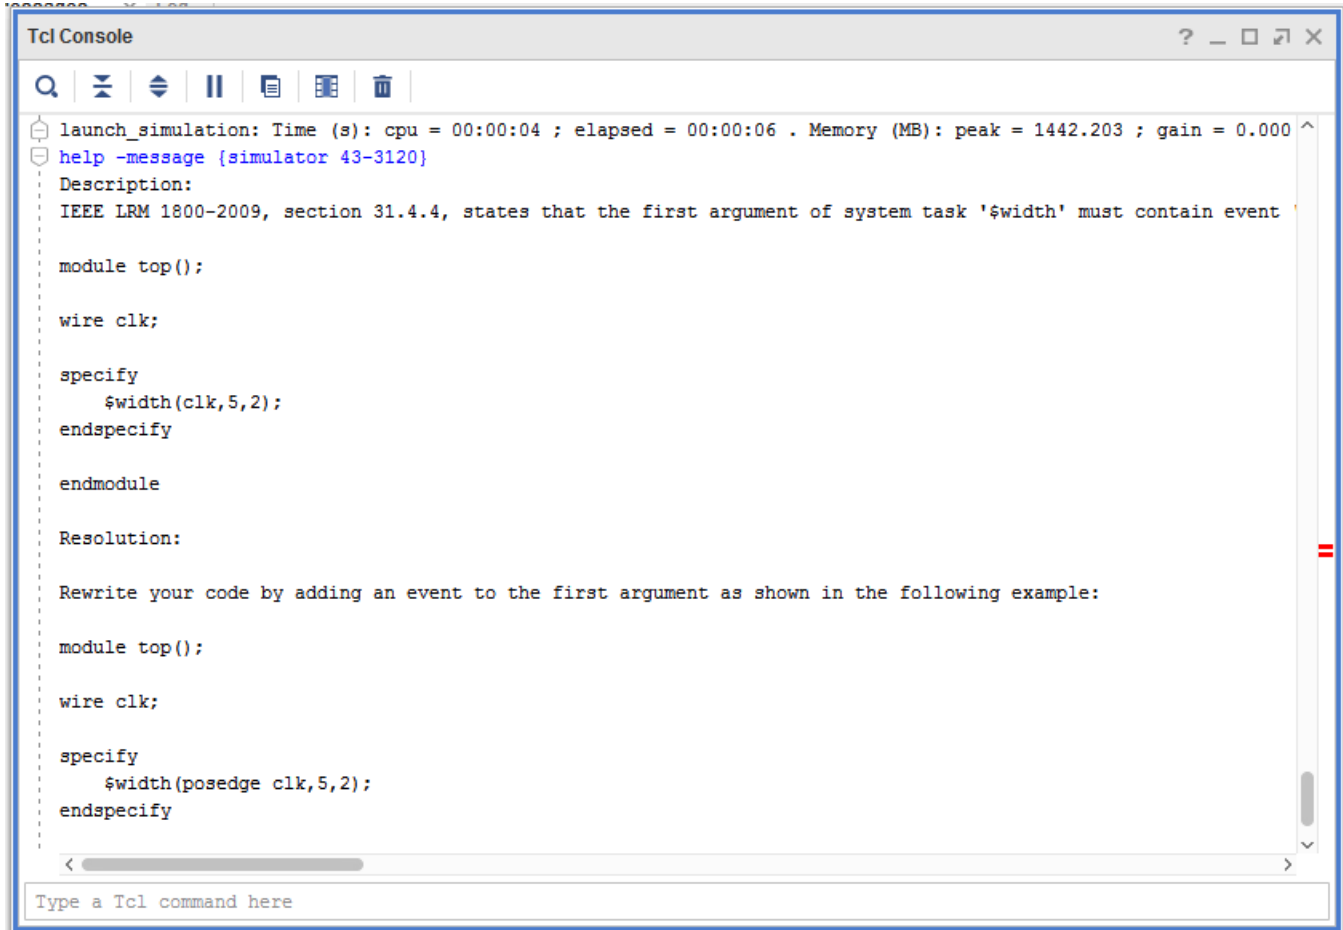 Tcl Console
launch_simulation: Time (s): cpu = 00:00:04 ; elapsed = 00:00:06 . Memory (MB): peak = 1442.203 ; gain = 0.000
help -message {simulator 43-3120}
Description:
IEEE LRM 1800-2009, section 31.4.4, states that the first argument of system task '$width' must contain event '
module top();
wire clk;
specify
$width(clk,5,2);
endspecify
endmodule
Resolution:
Rewrite your code by adding an event to the first argument as shown in the following example:
module top();
wire clk;
specify
$width(posedge clk,5,2);
endspecify
Type a Tcl command here